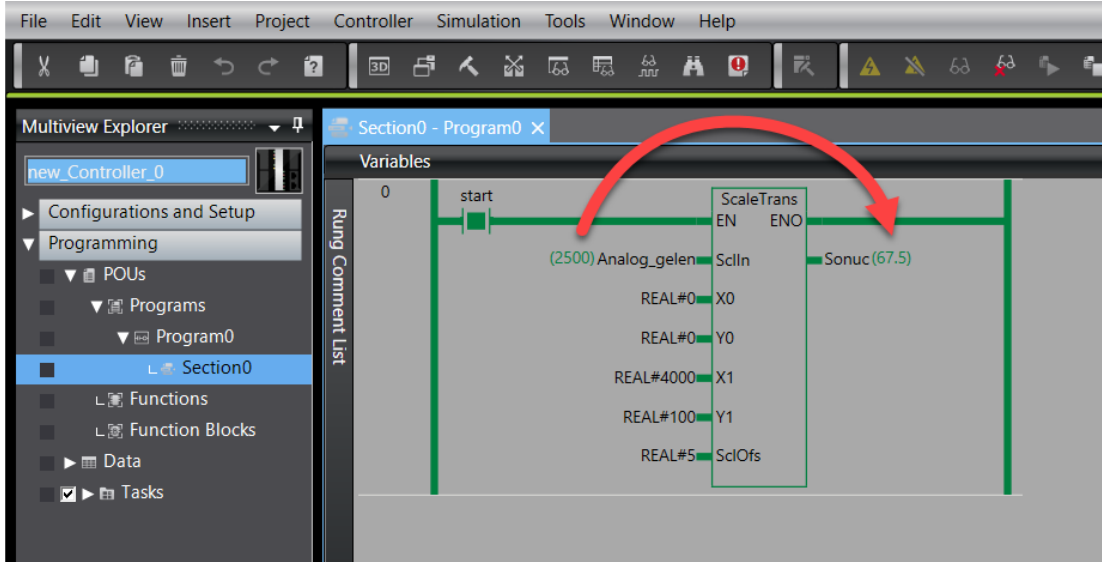 File Edit View Insert Project Controller Simulation Tools Window Help
3D
Multiview Explorer
new_Controller_0
Configurations and Setup
Programming
POUs
Programs
Program0
Section0
Functions
Function Blocks
Data
Tasks
Section0 - Program0
Variables
Rung Comment List
0
start
ScaleTrans
EN ENO
(2500) Analog_gelen SclIn Sonuc (67.5)
REAL#0 X0
REAL#0 Y0
REAL#4000 X1
REAL#100 Y1
REAL#5 SclOfs